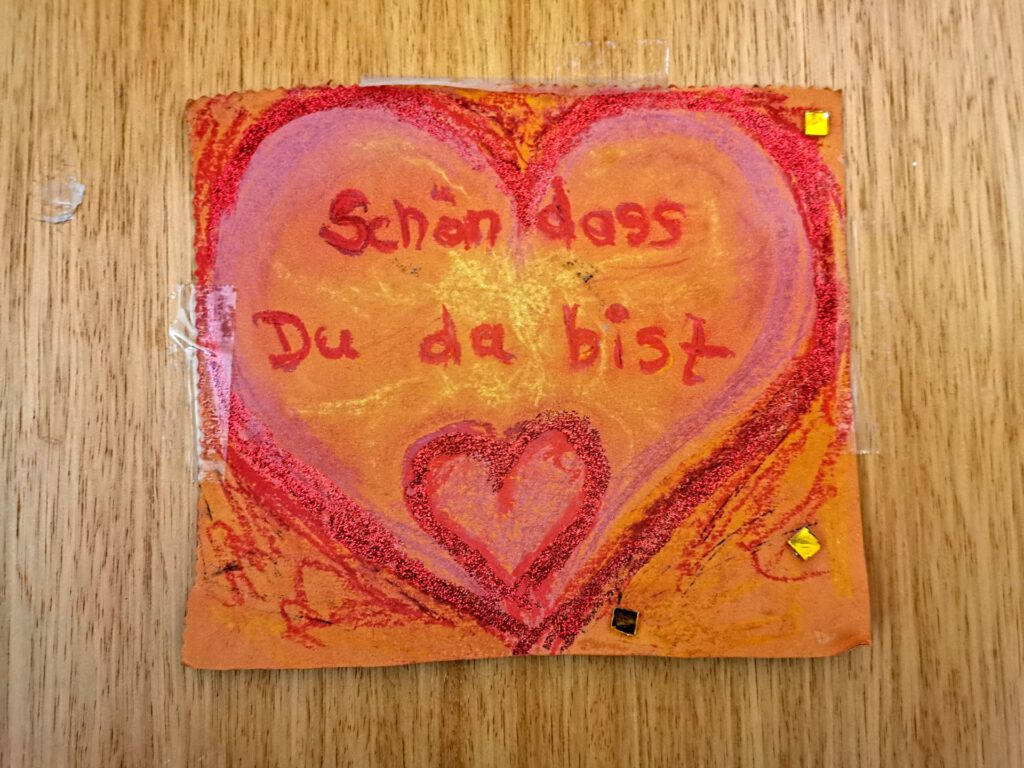 Schön dass
Du da bist